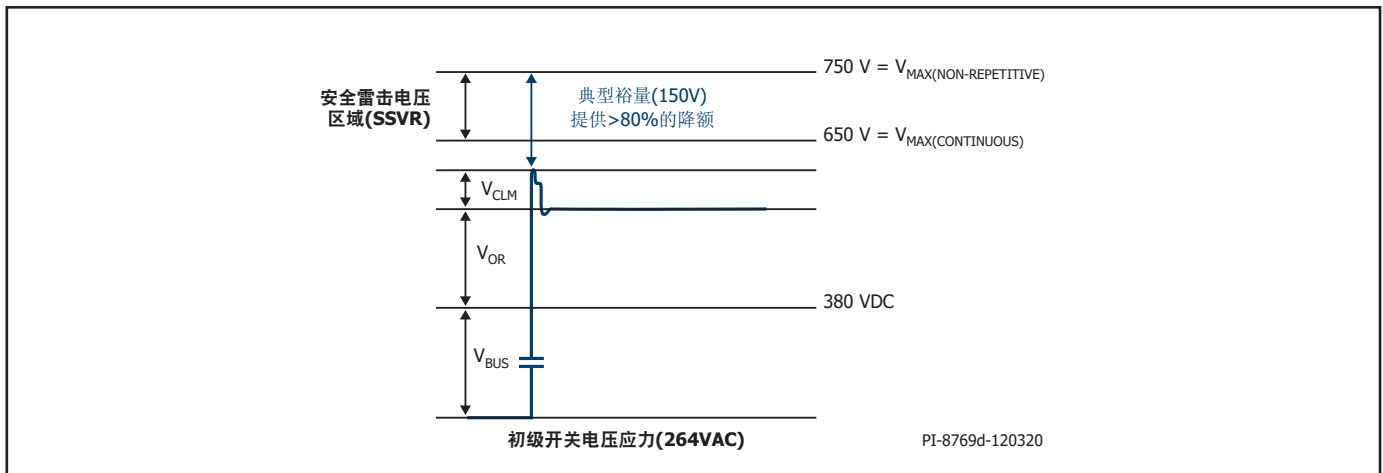 750 V = VMAX(NON-REPETITIVE)
安全雷击电压
区域(SSVR)
典型裕量(150V)
提供>80%的降额
650 V = VMAX(CONTINUOUS)
VCLM
VOR
380 VDC
VBUS
初级开关电压应力(264VAC)
PI-8769d-120320